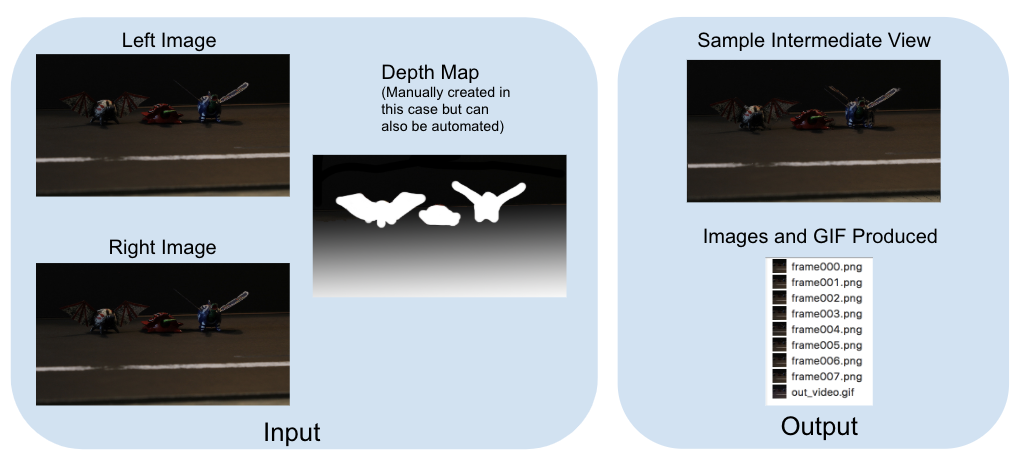 Left Image
Depth Map
(Manually created in
this case but can
also be automated)
Right Image
Input
Sample Intermediate View
Images and GIF Produced
frame000.png
frame001.png
frame002.png
frame003.png
frame004.png
frame005.png
frame006.png
frame007.png
out_video.gif
Output